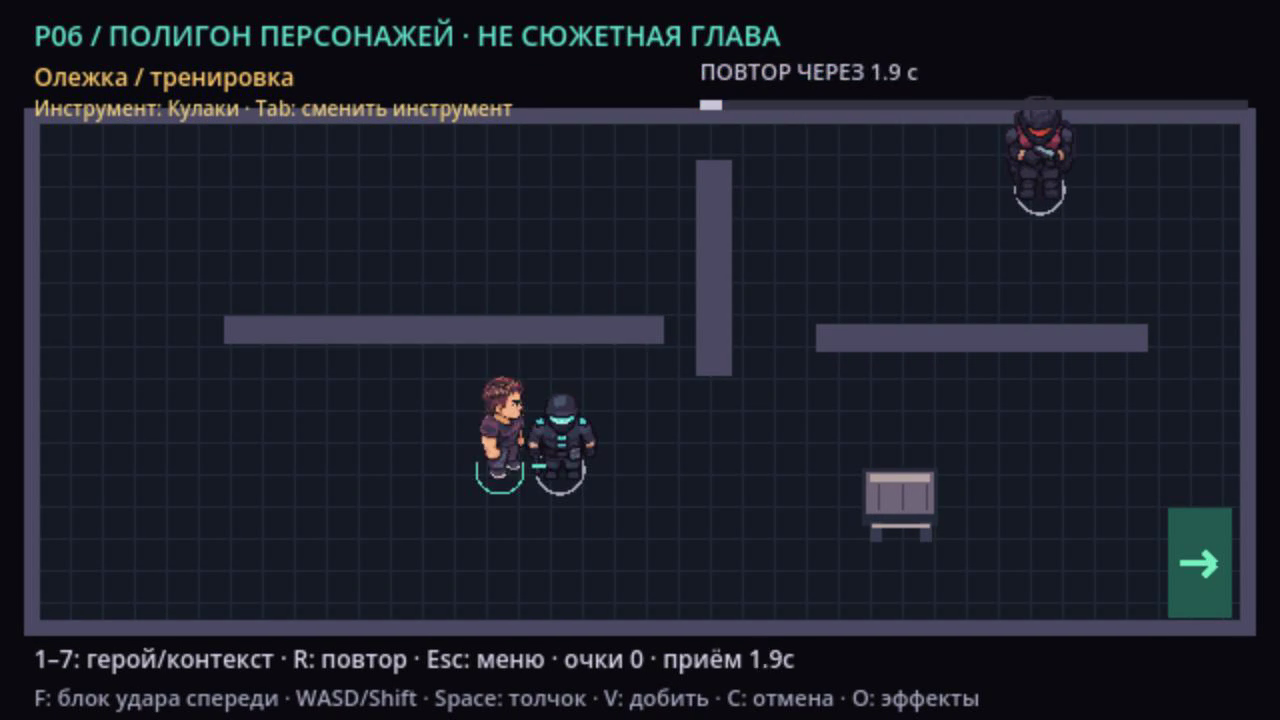 P06 / ПОЛИГОН ПЕРСОНАЖЕЙ · НЕ СЮЖЕТНАЯ ГЛАВА
Олежка / тренировка
ПОВТОР ЧЕРЕЗ 1.9 с
Инструмент: Кулаки · Tab: сменить инструмент
1–7: герой/контекст · R: повтор · Esc: меню · очки 0 · приём 1.9с
F: блок удара спереди · WASD/Shift · Space: толчок · V: добить · C: отмена · O: эффекты